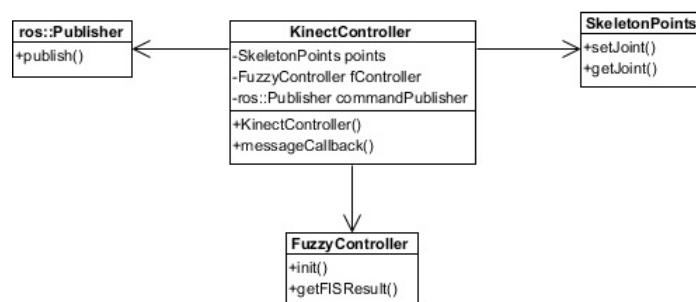 ros::Publisher
+publish()
KinectController
-SkeletonPoints points
-FuzzyController fController
-ros::Publisher commandPublisher
+KinectController()
+messageCallback()
SkeletonPoints
+setJoint()
+getJoint()
FuzzyController
+init()
+getFISResult()